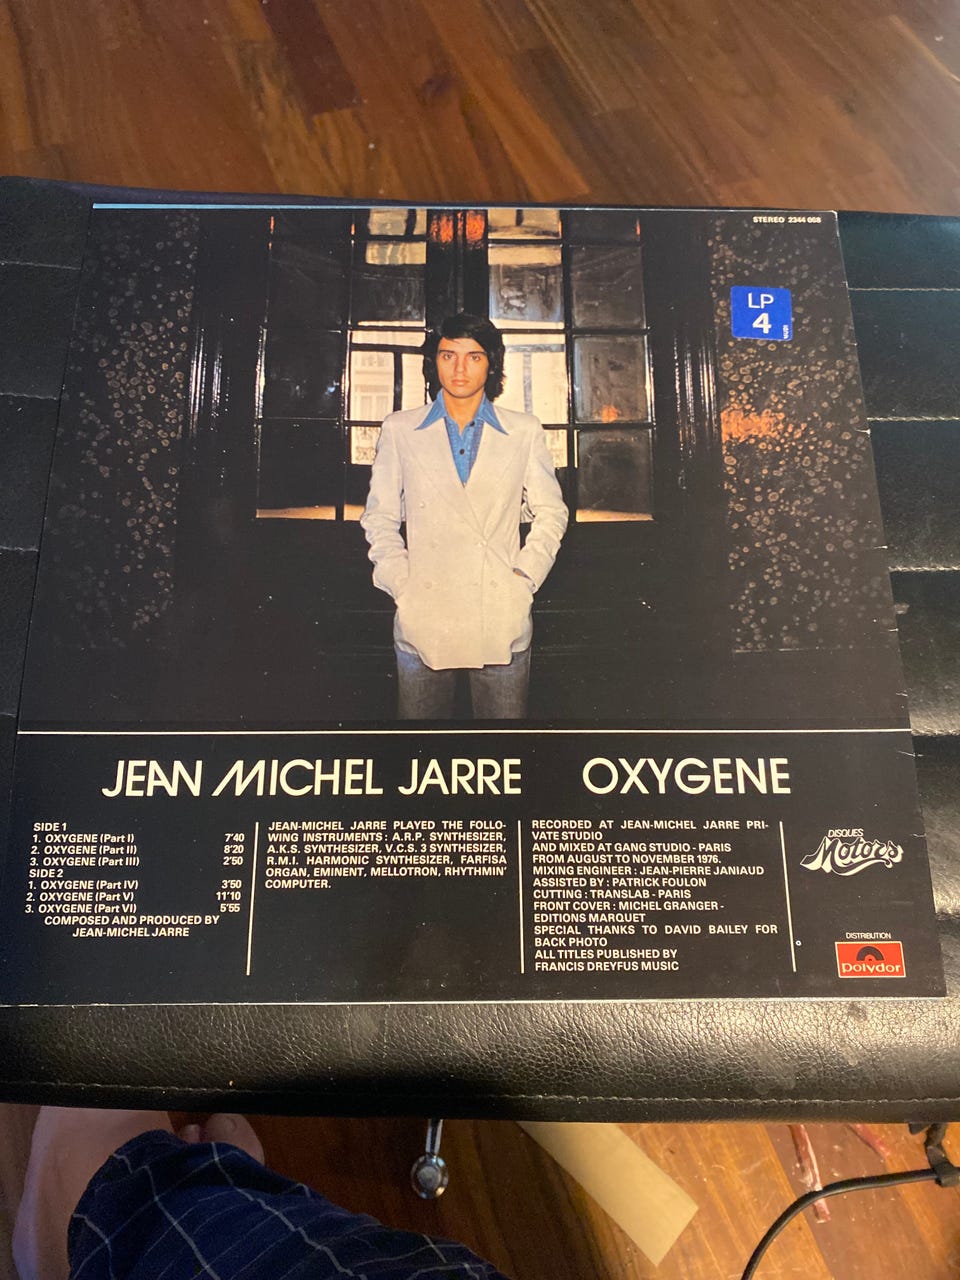 STEREO 2344 068
LP
4
JEAN MICHEL JARRE OXYGENE
SIDE 1
1. OXYGENE (Part I) 7'40
2. OXYGENE (Part II) 8'20
3. OXYGENE (Part III) 2'50
SIDE 2
1. OXYGENE (Part IV) 3'50
2. OXYGENE (Part V) 11'10
3. OXYGENE (Part VI) 5'55
COMPOSED AND PRODUCED BY
JEAN-MICHEL JARRE
JEAN-MICHEL JARRE PLAYED THE FOLLO-
WING INSTRUMENTS : A.R.P. SYNTHESIZER,
A.K.S. SYNTHESIZER, V.C.S. 3 SYNTHESIZER,
R.M.I. HARMONIC SYNTHESIZER, FARFISA
ORGAN, EMINENT, MELLOTRON, RHYTHMIN'
COMPUTER.
RECORDED AT JEAN-MICHEL JARRE PRI-
VATE STUDIO
AND MIXED AT GANG STUDIO - PARIS
FROM AUGUST TO NOVEMBER 1976.
MIXING ENGINEER : JEAN-PIERRE JANIAUD
ASSISTED BY : PATRICK FOULON
CUTTING : TRANSLAB - PARIS
FRONT COVER : MICHEL GRANGER -
EDITIONS MARQUET
SPECIAL THANKS TO DAVID BAILEY FOR
BACK PHOTO
ALL TITLES PUBLISHED BY
FRANCIS DREYFUS MUSIC
DISQUES
Motors
DISTRIBUTION
Polydor